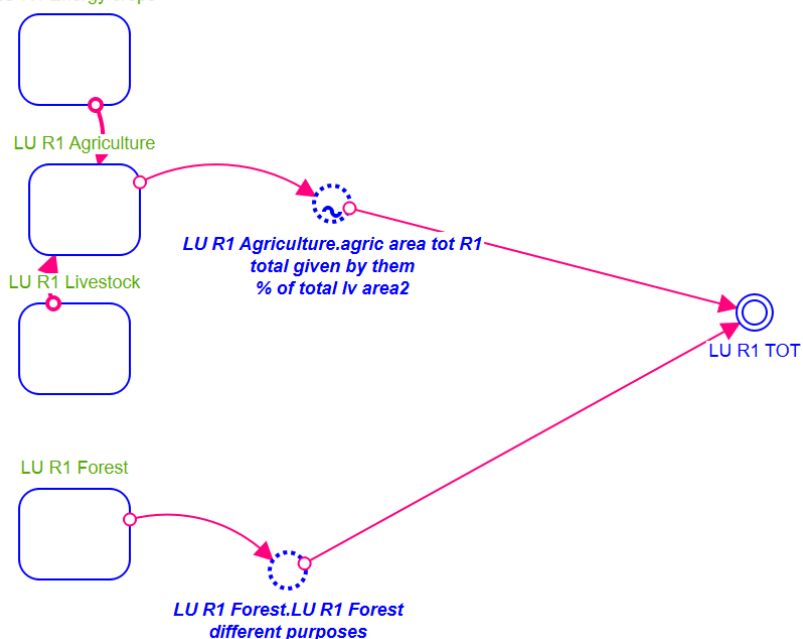 LU R1 Agriculture
LU R1 Agriculture.agric area tot R1
total given by them
% of total lv area2
LU R1 Livestock
LU R1 TOT
LU R1 Forest
LU R1 Forest.LU R1 Forest
different purposes